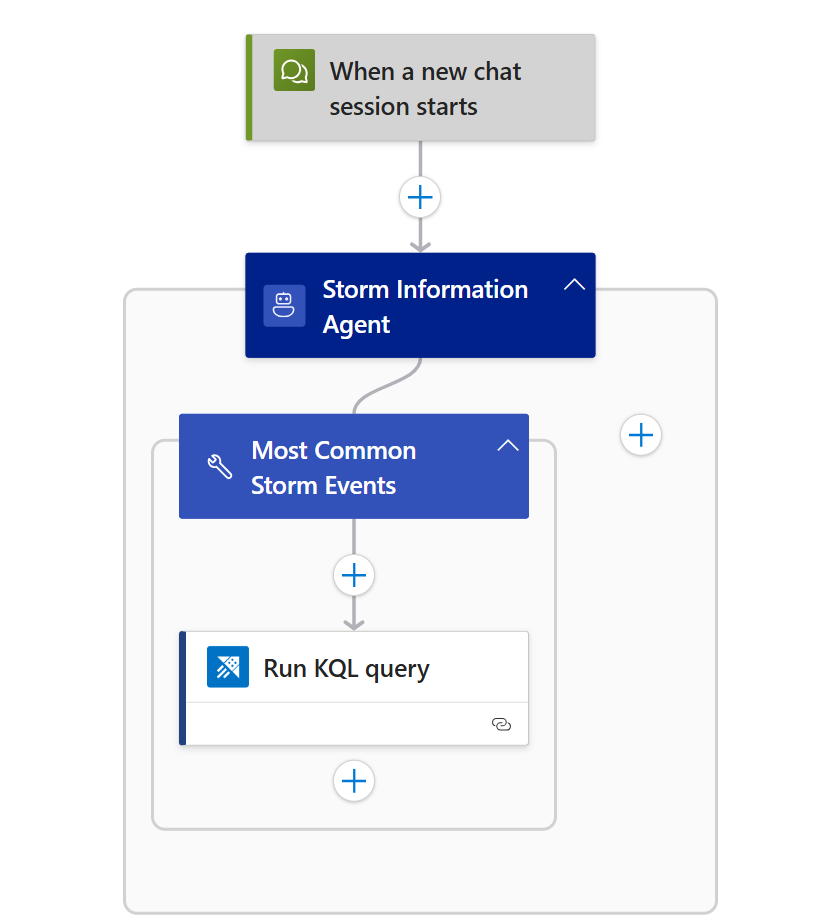 When a new chat
session starts
Storm Information
Agent
Most Common
Storm Events
Run KQL query